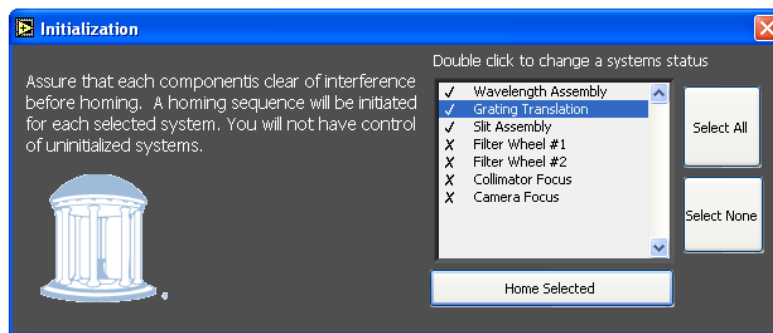 Initialization
Double click to change a systems status
Assure that each componentis clear of interference
before homing.  A homing sequence will be initiated
for each selected system. You will not have control
of uninitialized systems.
✓ Wavelength Assembly
✓ Grating Translation
✓ Slit Assembly
X Filter Wheel #1
X Filter Wheel #2
X Collimator Focus
X Camera Focus
Select All
Select None
Home Selected